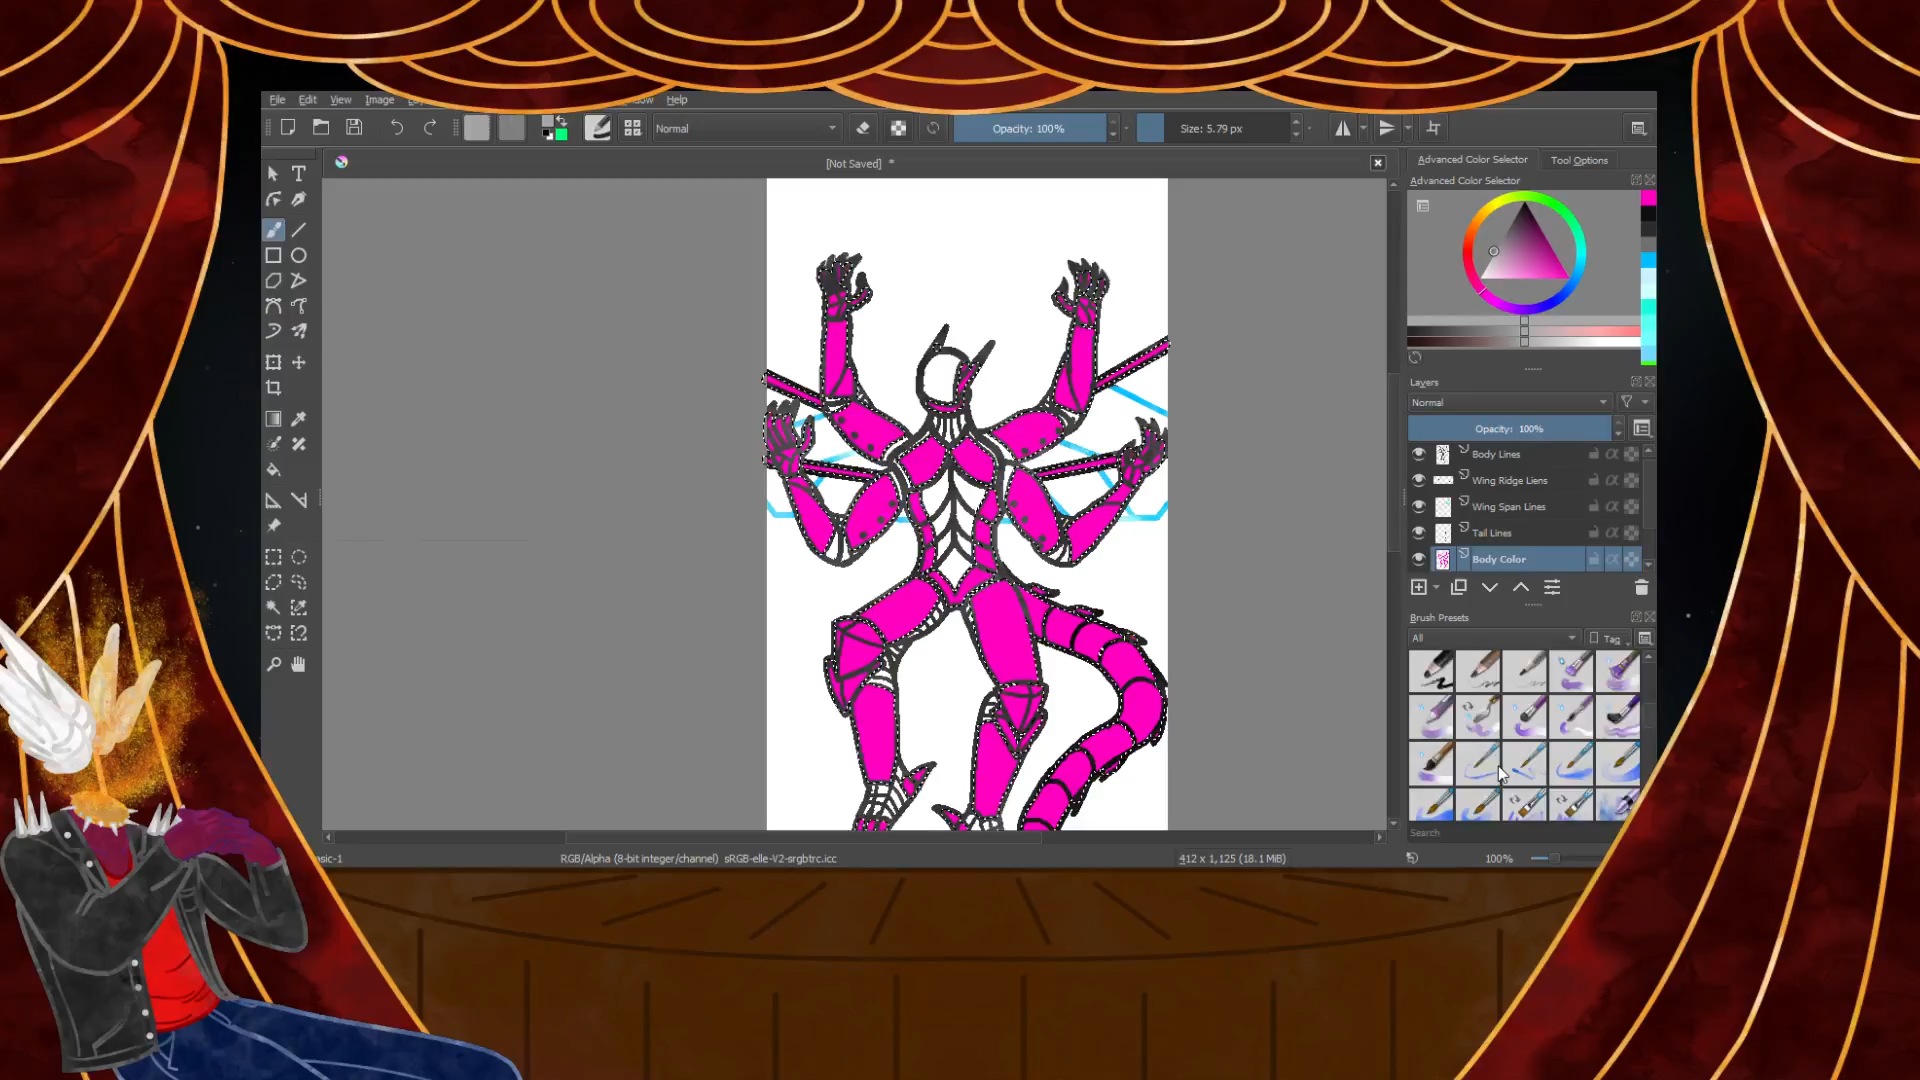 File Edit View Image Help
Normal
Opacity: 100%
Size: 5.79 px
[Not Saved] *
Advanced Color Selector
Tool Options
Advanced Color Selector
Layers
Normal
Opacity: 100%
Body Lines
Wing Ridge Liens
Wing Span Lines
Tail Lines
Body Color
Brush Presets
All
Tag
Search
RGB/Alpha (8-bit integer/channel) sRGB-elle-V2-srgbtrc.icc
412 x 1,125 (18.1 MiB)
100%